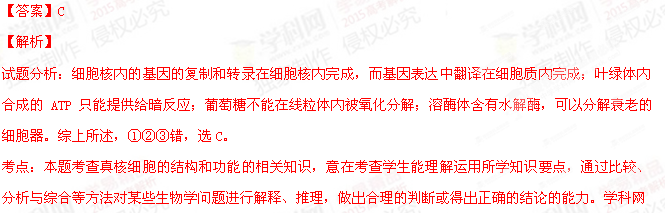 【答案】C
【解析】
试题分析：细胞核内的基因的复制和转录在细胞核内完成，而基因表达中翻译在细胞质内完成；叶绿体内
合成的 ATP 只能提供给暗反应；葡萄糖不能在线粒体内被氧化分解；溶酶体含有水解酶，可以分解衰老的
细胞器。综上所述，①②③错，选 C。
考点：本题考查真核细胞的结构和功能的相关知识，意在考查学生能理解运用所学知识要点，通过比较、
分析与综合等方法对某些生物学问题进行解释、推理，做出合理的判断或得出正确的结论的能力。学科网